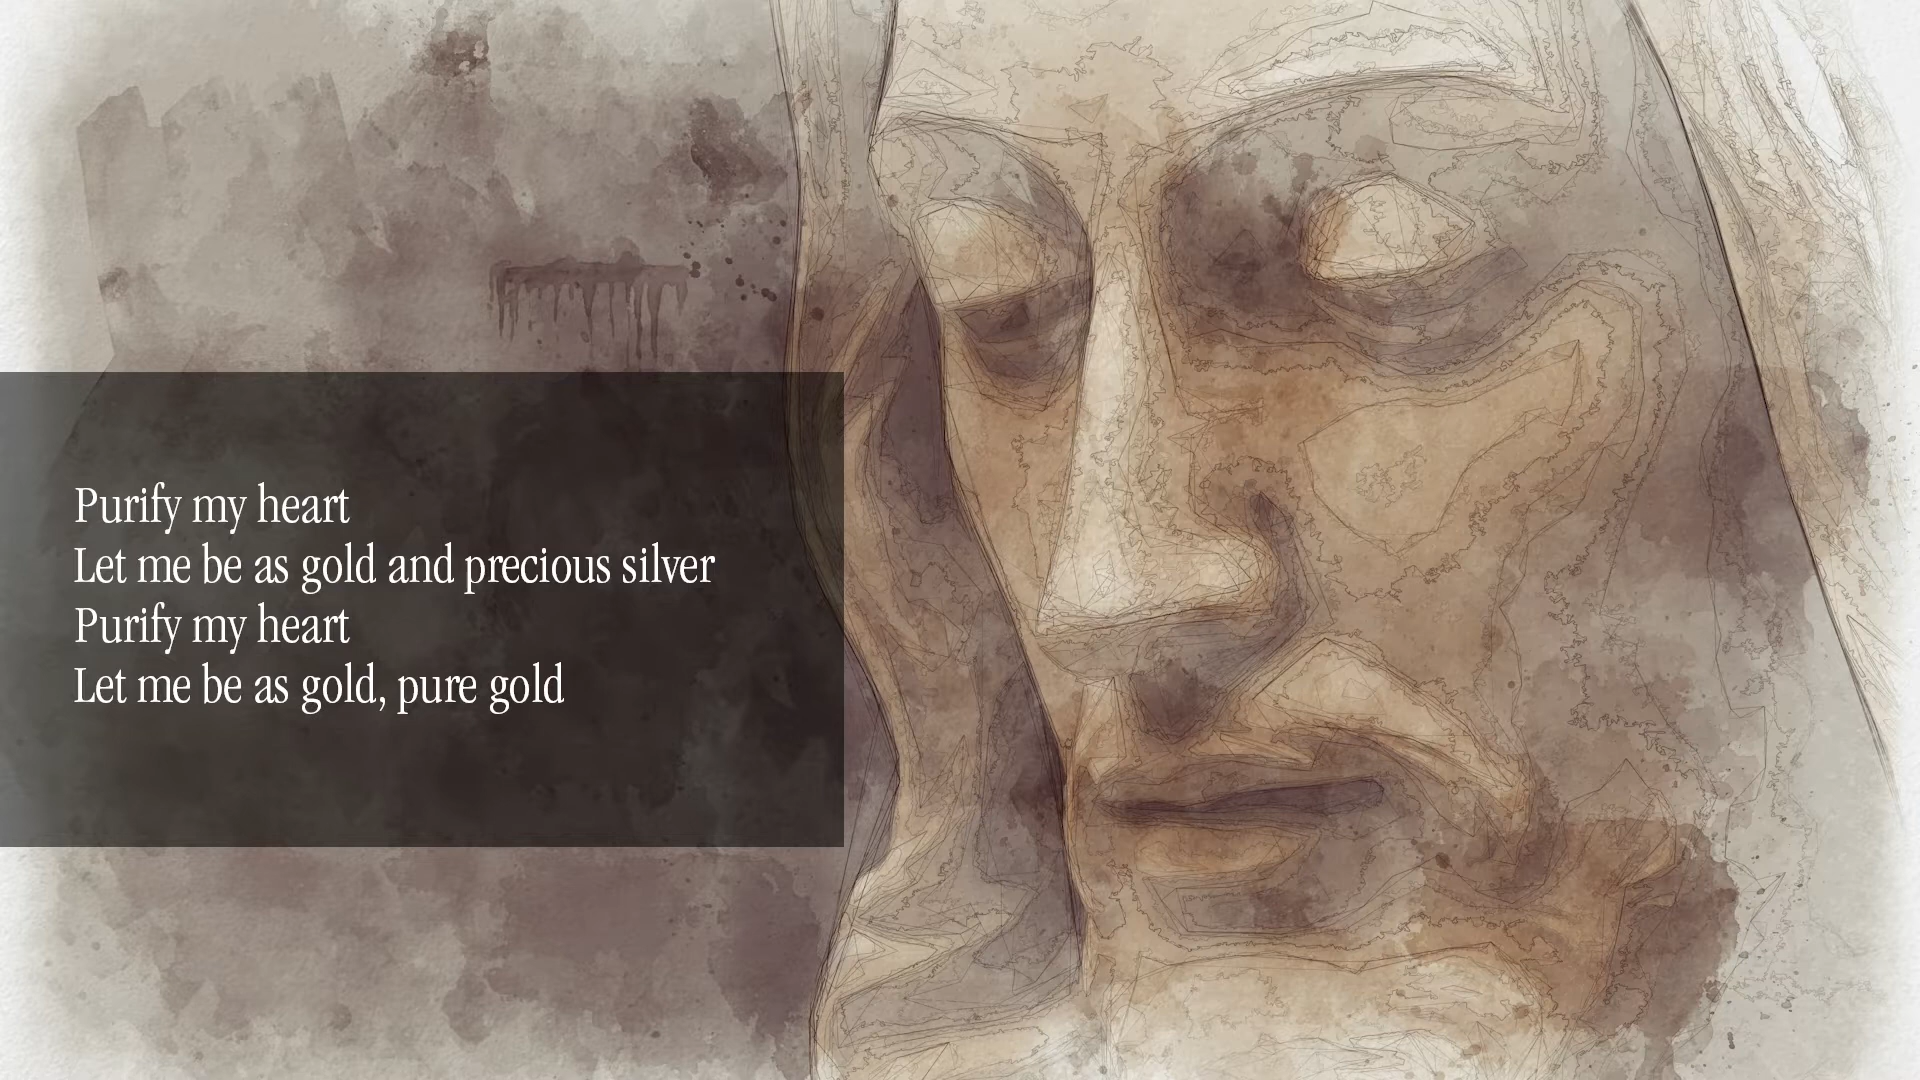 Purify my heart
Let me be as gold and precious silver
Purify my heart
Let me be as gold, pure gold